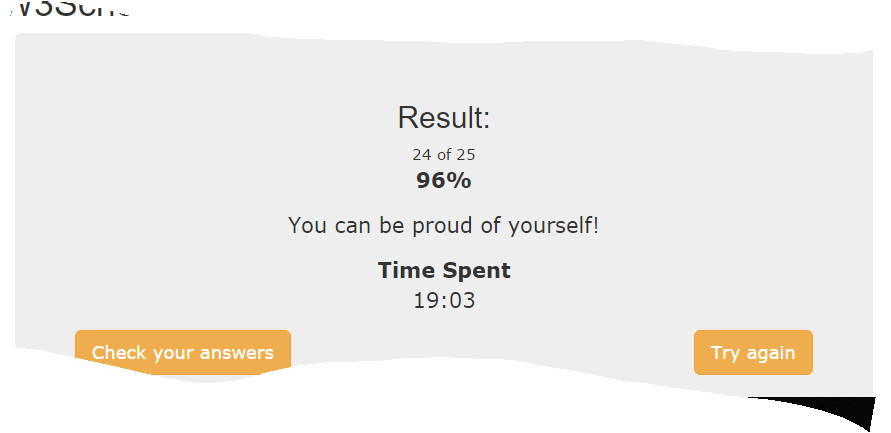 Result:
24 of 25
96%
You can be proud of yourself!
Time Spent
19:03
Check your answers
Try again